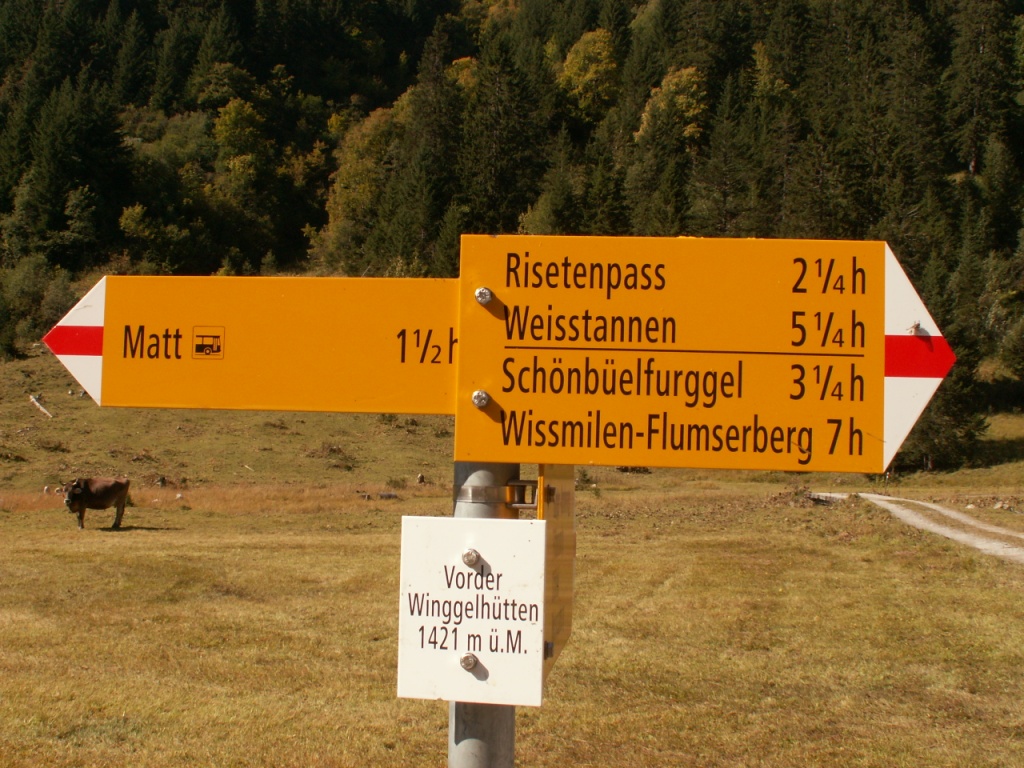 Matt 1½ h
Risetenpass 2¼ h
Weisstannen 5¼ h
Schönbüelfurggel 3¼ h
Wissmilen-Flumserberg 7 h
Vorder
Winggelhütten
1421 m ü.M.